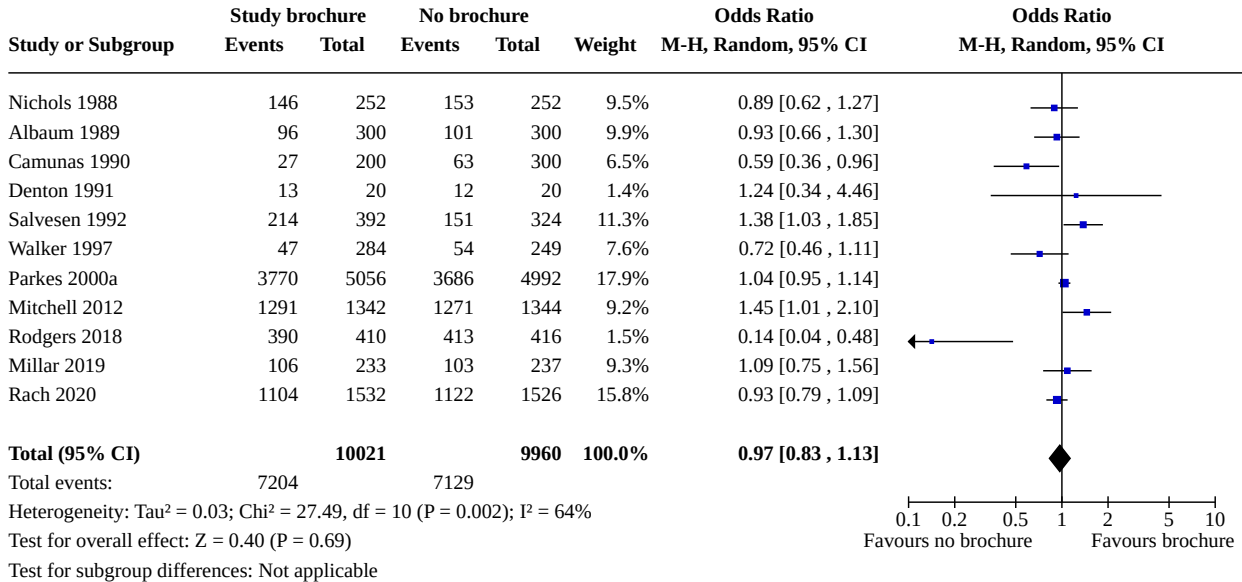 Study brochure No brochure Odds Ratio Odds Ratio
Study or Subgroup Events Total Events Total Weight M-H, Random, 95% CI M-H, Random, 95% CI
Nichols 1988 146 252 153 252 9.5% 0.89 [0.62 , 1.27]
Albaum 1989 96 300 101 300 9.9% 0.93 [0.66 , 1.30]
Camunas 1990 27 200 63 300 6.5% 0.59 [0.36 , 0.96]
Denton 1991 13 20 12 20 1.4% 1.24 [0.34 , 4.46]
Salvesen 1992 214 392 151 324 11.3% 1.38 [1.03 , 1.85]
Walker 1997 47 284 54 249 7.6% 0.72 [0.46 , 1.11]
Parkes 2000a 3770 5056 3686 4992 17.9% 1.04 [0.95 , 1.14]
Mitchell 2012 1291 1342 1271 1344 9.2% 1.45 [1.01 , 2.10]
Rodgers 2018 390 410 413 416 1.5% 0.14 [0.04 , 0.48]
Millar 2019 106 233 103 237 9.3% 1.09 [0.75 , 1.56]
Rach 2020 1104 1532 1122 1526 15.8% 0.93 [0.79 , 1.09]
Total (95% CI) 10021 9960 100.0% 0.97 [0.83 , 1.13]
Total events: 7204 7129
Heterogeneity: Tau² = 0.03; Chi² = 27.49, df = 10 (P = 0.002); I² = 64%
Test for overall effect: Z = 0.40 (P = 0.69)
Test for subgroup differences: Not applicable
0.1 0.2 0.5 1 2 5 10
Favours no brochure Favours brochure